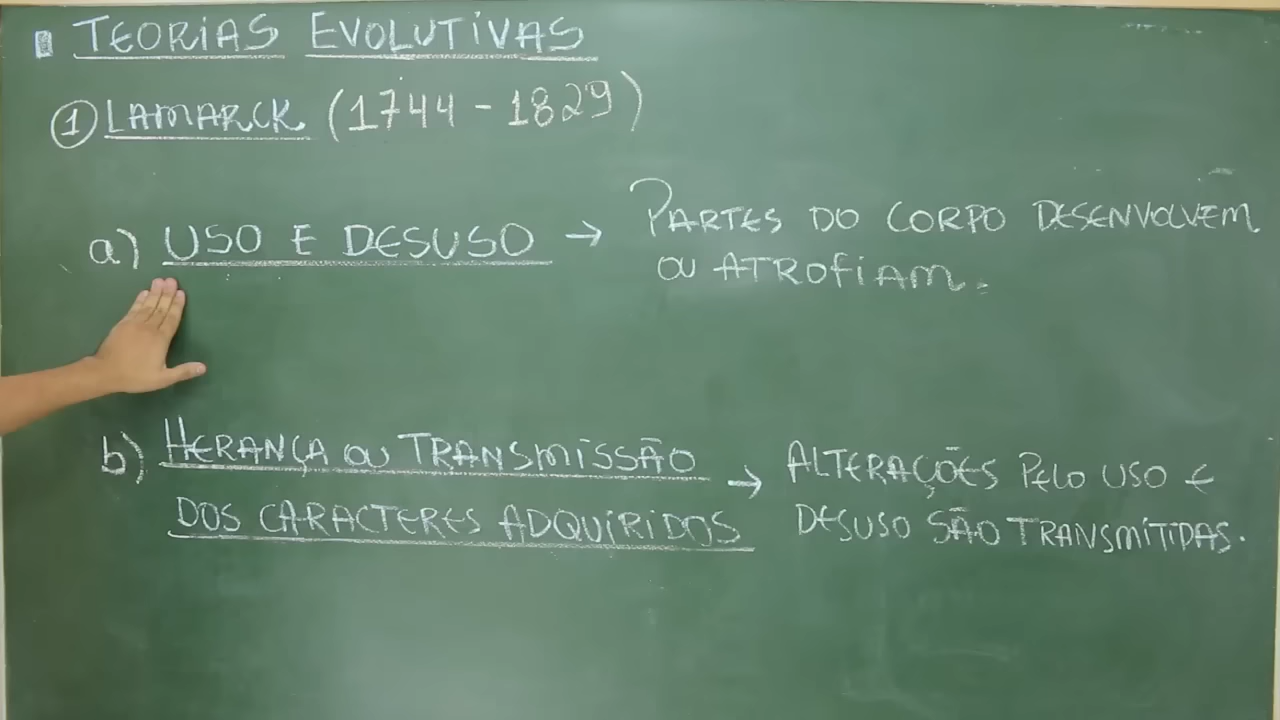 TEORIAS EVOLUTIVAS
① LAMARCK (1744 - 1829)
a) USO E DESUSO → PARTES DO CORPO DESENVOLVEM
OU ATROFIAM.
b) HERANÇA OU TRANSMISSÃO
DOS CARACTERES ADQUIRIDOS → ALTERAÇÕES PELO USO E
DESUSO SÃO TRANSMITIDAS.